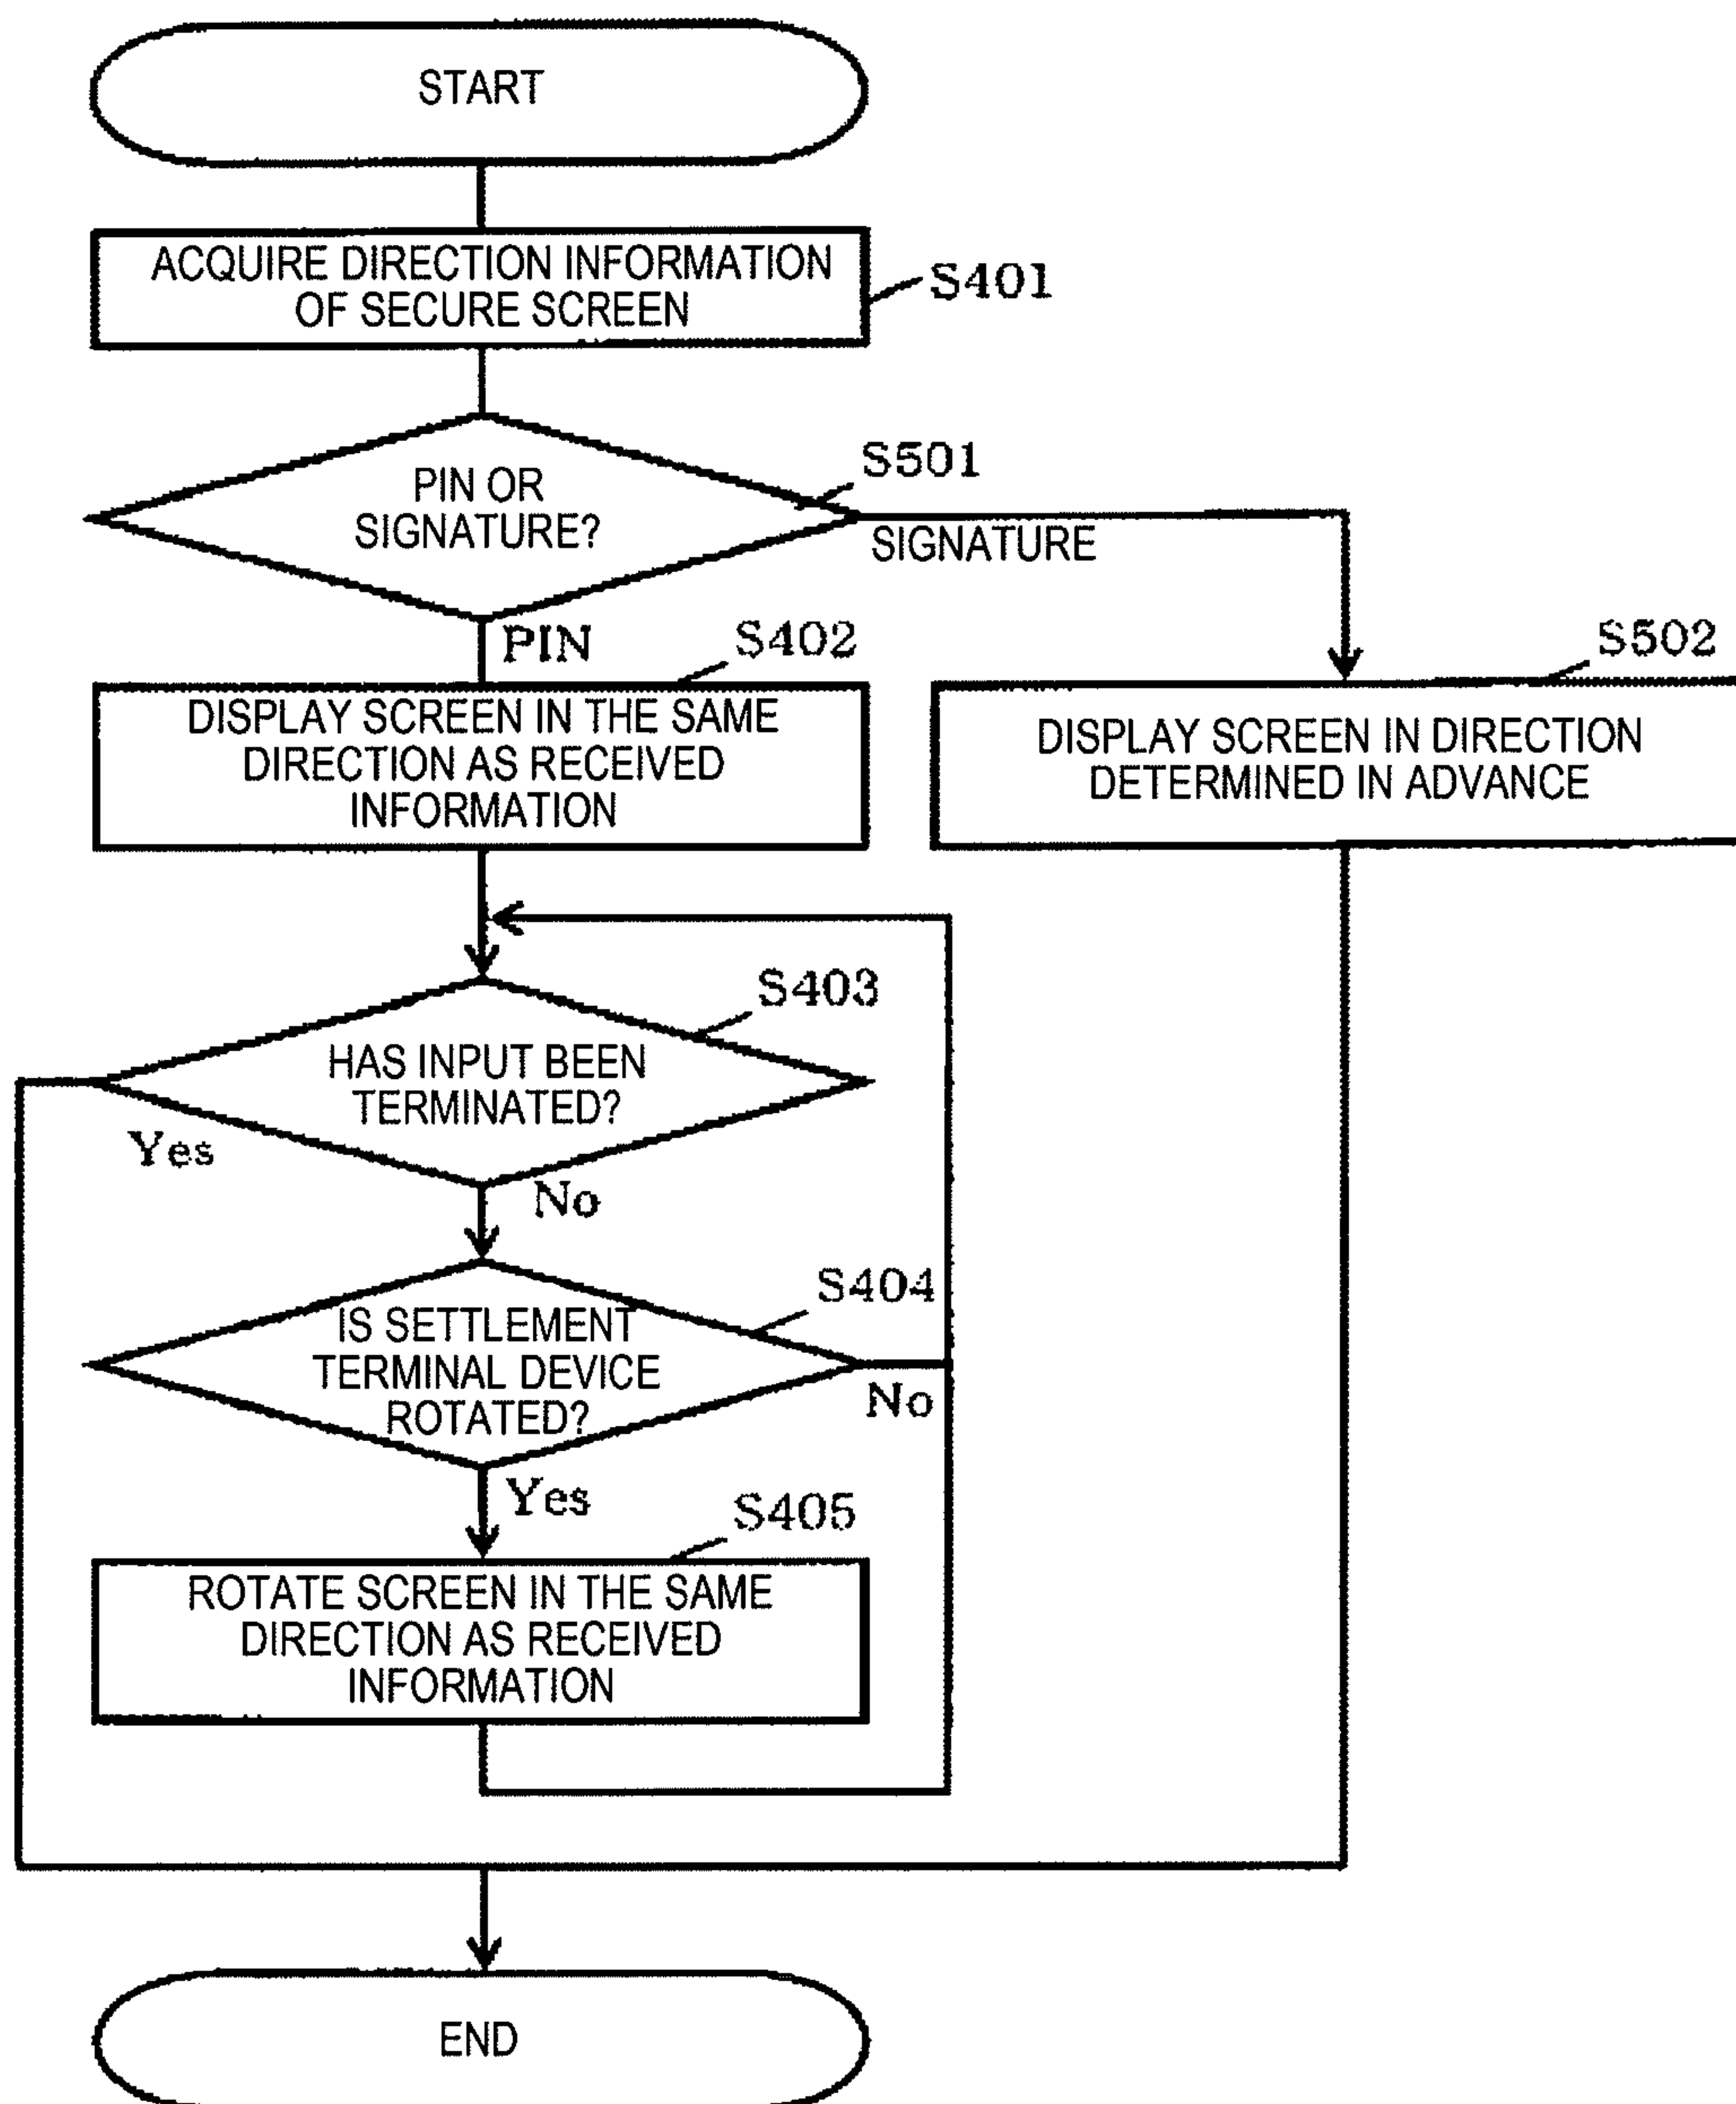 START
ACQUIRE DIRECTION INFORMATION
OF SECURE SCREEN
S401
PIN OR
SIGNATURE?
S501
SIGNATURE
PIN
S402
DISPLAY SCREEN IN THE SAME
DIRECTION AS RECEIVED
INFORMATION
S502
DISPLAY SCREEN IN DIRECTION
DETERMINED IN ADVANCE
S403
HAS INPUT BEEN
TERMINATED?
Yes
No
S404
IS SETTLEMENT
TERMINAL DEVICE
ROTATED?
No
Yes
S405
ROTATE SCREEN IN THE SAME
DIRECTION AS RECEIVED
INFORMATION
END